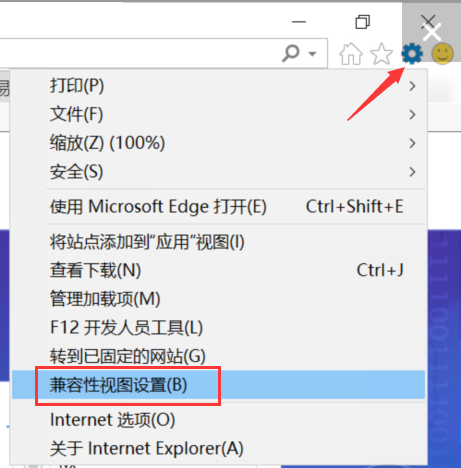 打印(P)
文件(F)
缩放(Z) (100%)
安全(S)
使用 Microsoft Edge 打开(E) Ctrl+Shift+E
将站点添加到“应用”视图(I)
查看下载(N) Ctrl+J
管理加载项(M)
F12 开发人员工具(L)
转到已固定的网站(G)
兼容性视图设置(B)
Internet 选项(O)
关于 Internet Explorer(A)